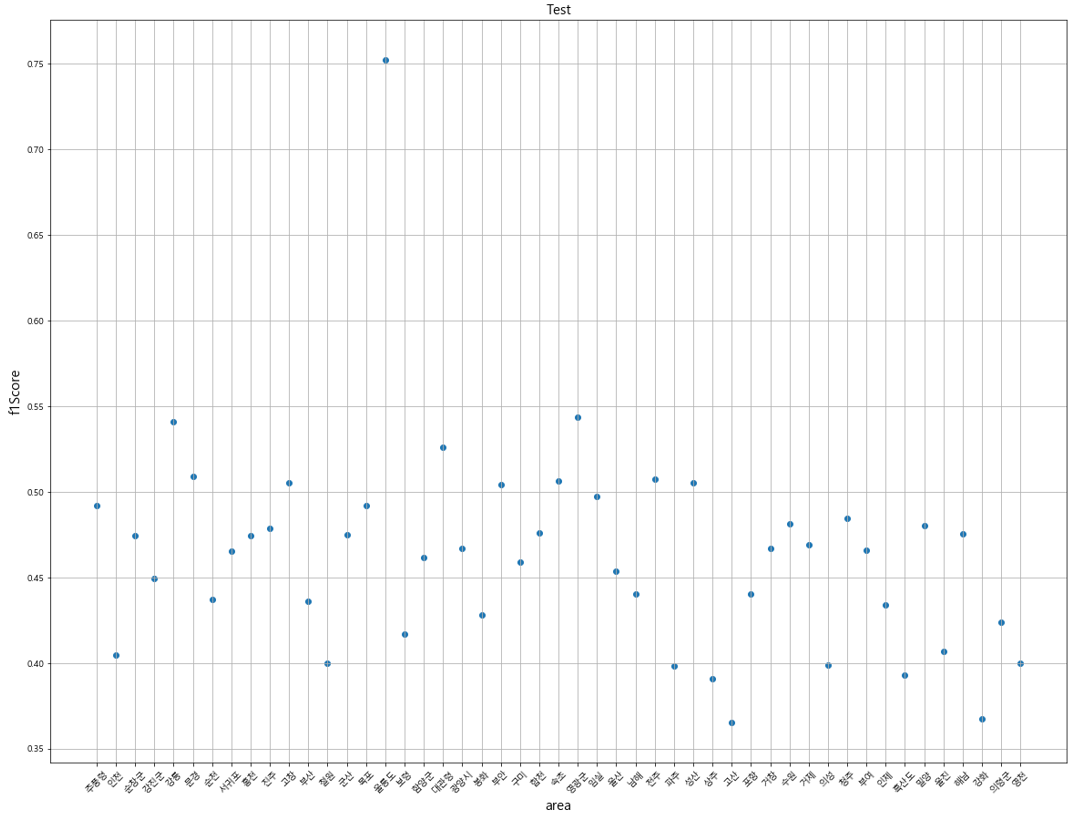 Test
f1Score
0.75
0.70
0.65
0.60
0.55
0.50
0.45
0.40
0.35
추풍령
인천
순창군
강진군
강릉
문경
순천
서귀포
홍천
진주
고창
부산
철원
군산
목포
울릉도
보령
함양군
대관령
광양시
봉화
부안
구미
합천
속초
영광군
임실
울산
남해
전주
파주
성산
상주
고산
포항
거창
수원
거제
의성
청주
부여
인제
흑산도
밀양
울진
해남
강화
의령군
영천
area